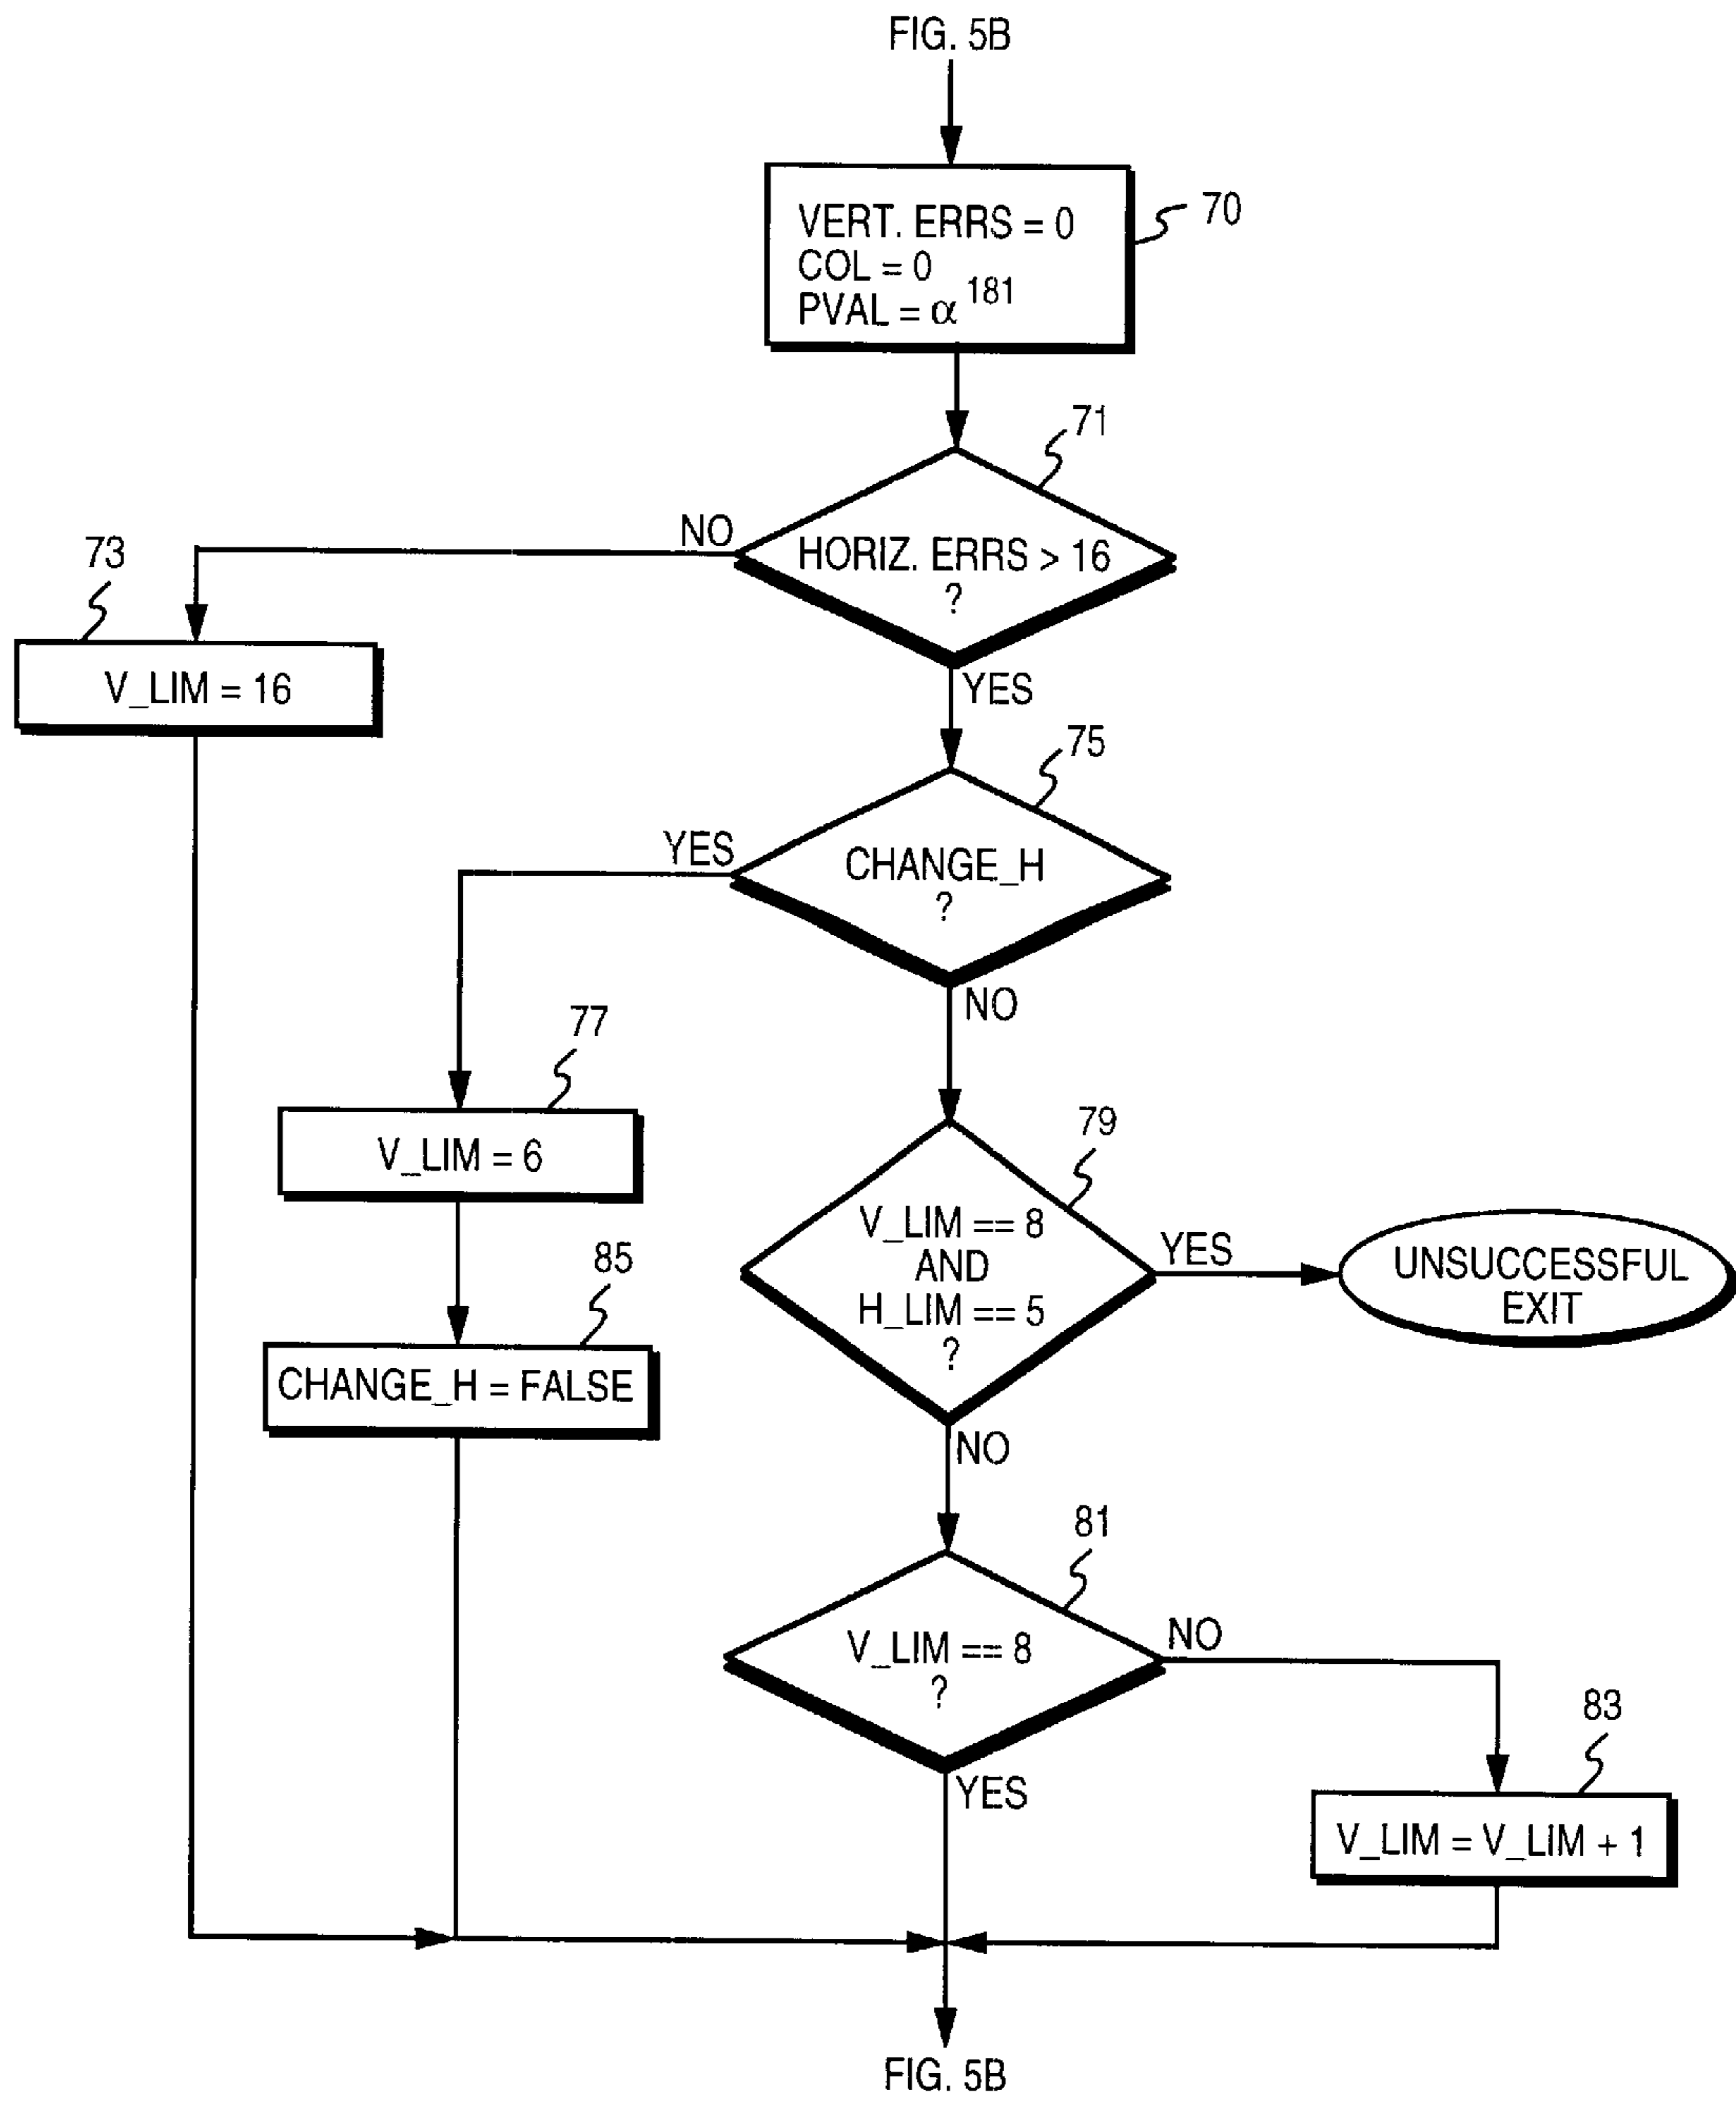 FIG. 5B
VERT. ERRS = 0
COL = 0
PVAL = α 181
70
71
HORIZ. ERRS > 16
?
NO
YES
73
V_LIM = 16
75
CHANGE_H
?
YES
NO
77
V_LIM = 6
85
CHANGE_H = FALSE
79
V_LIM == 8
AND
H_LIM == 5
?
YES
UNSUCCESSFUL
EXIT
NO
81
V_LIM == 8
?
NO
YES
83
V_LIM = V_LIM + 1
FIG. 5B